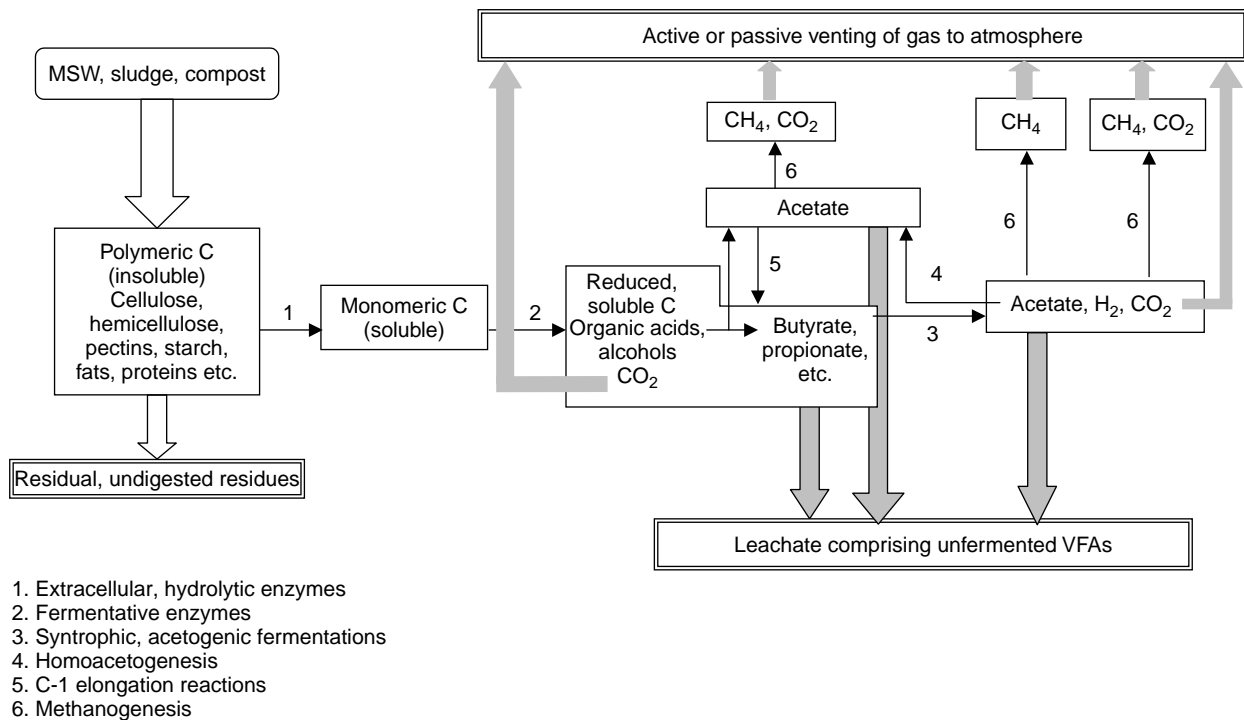 Active or passive venting of gas to atmosphere
MSW, sludge, compost
CH4, CO2
CH4
CH4, CO2
6
6
6
Acetate
Polymeric C
(insoluble)
Cellulose,
hemicellulose,
pectins, starch,
fats, proteins etc.
1
Monomeric C
(soluble)
2
Reduced,
soluble C
Organic acids,
alcohols
CO2
5
Butyrate,
propionate,
etc.
4
3
Acetate, H2, CO2
Residual, undigested residues
Leachate comprising unfermented VFAs
1. Extracellular, hydrolytic enzymes
2. Fermentative enzymes
3. Syntrophic, acetogenic fermentations
4. Homoacetogenesis
5. C-1 elongation reactions
6. Methanogenesis